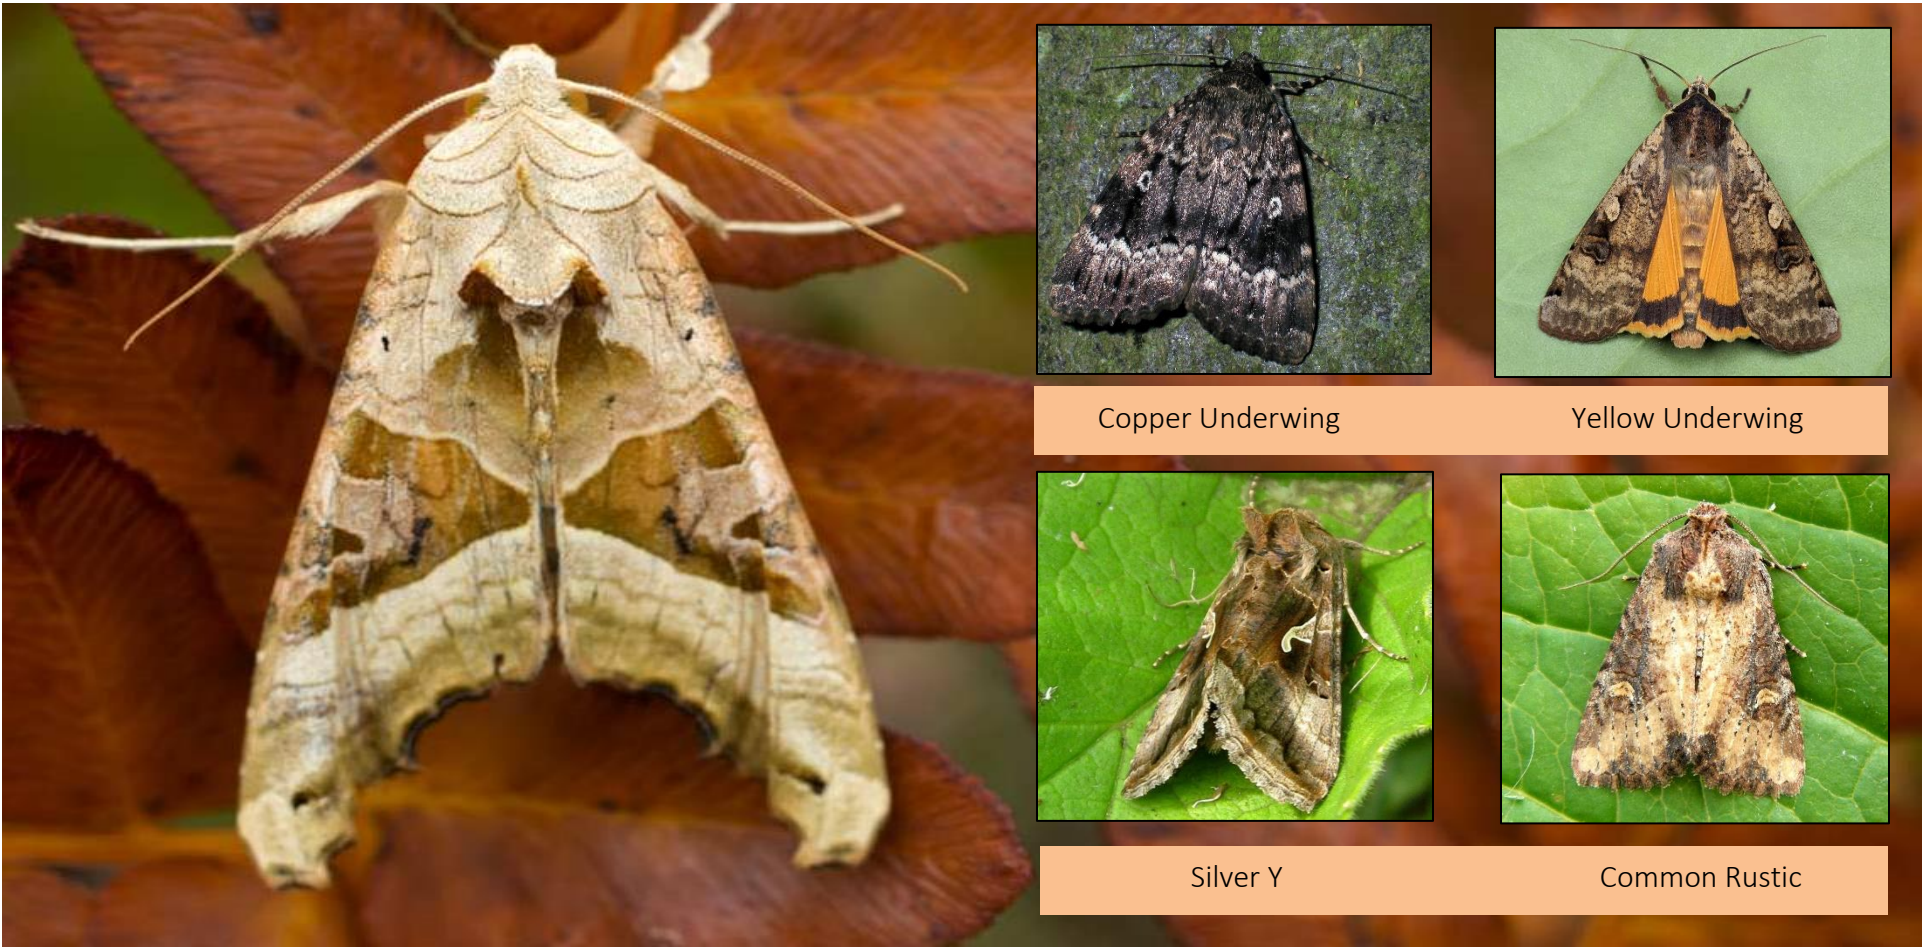 Copper Underwing
Yellow Underwing
Silver Y
Common Rustic